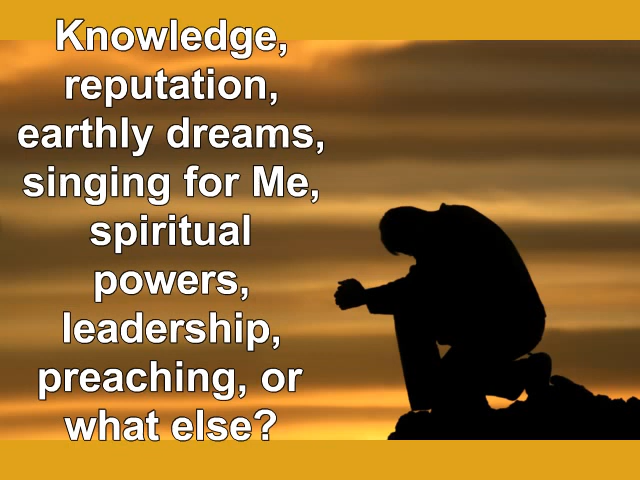 Knowledge,
reputation,
earthly dreams,
singing for Me,
spiritual
powers,
leadership,
preaching, or
what else?